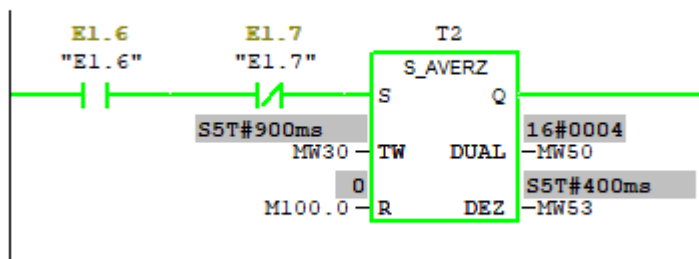 E1.6 E1.7 T2
"E1.6" "E1.7" S_AVERZ
S Q
S5T#900ms 16#0004
MW30 TW DUAL MW50
0 S5T#400ms
M100.0 R DEZ MW53